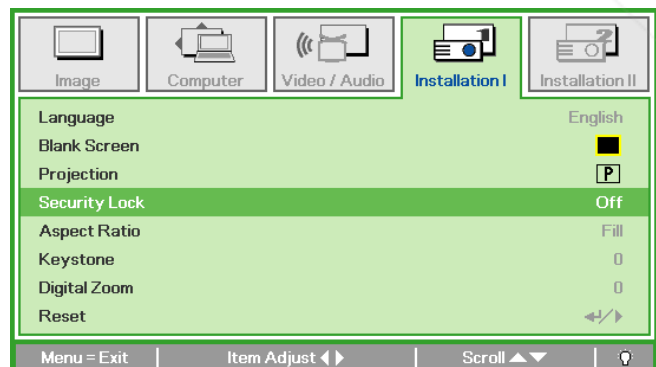 Image Computer Video / Audio Installation I Installation II
Language English
Blank Screen
Projection P
Security Lock Off
Aspect Ratio Fill
Keystone 0
Digital Zoom 0
Reset ↵/▶
Menu = Exit Item Adjust ◀▶ Scroll ▲▼